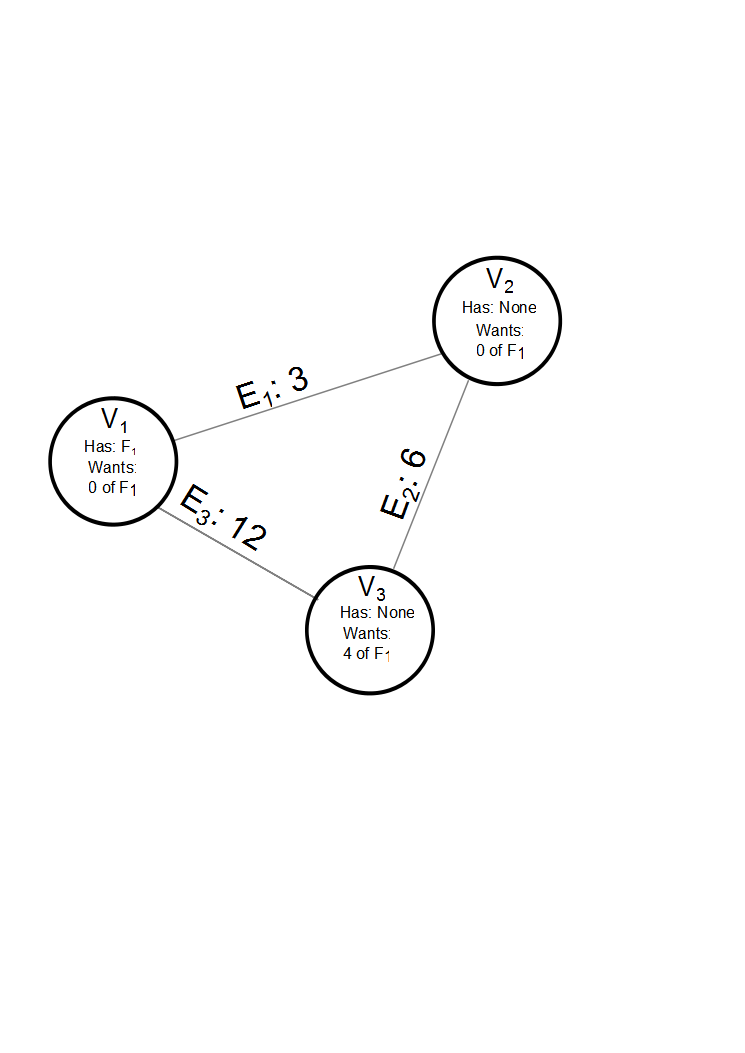 V₂
Has: None
Wants:
0 of F₁
E₁: 3
V₁
Has: F₁
Wants:
0 of F₁
E₂: 6
E₃: 12
V₃
Has: None
Wants:
4 of F₁